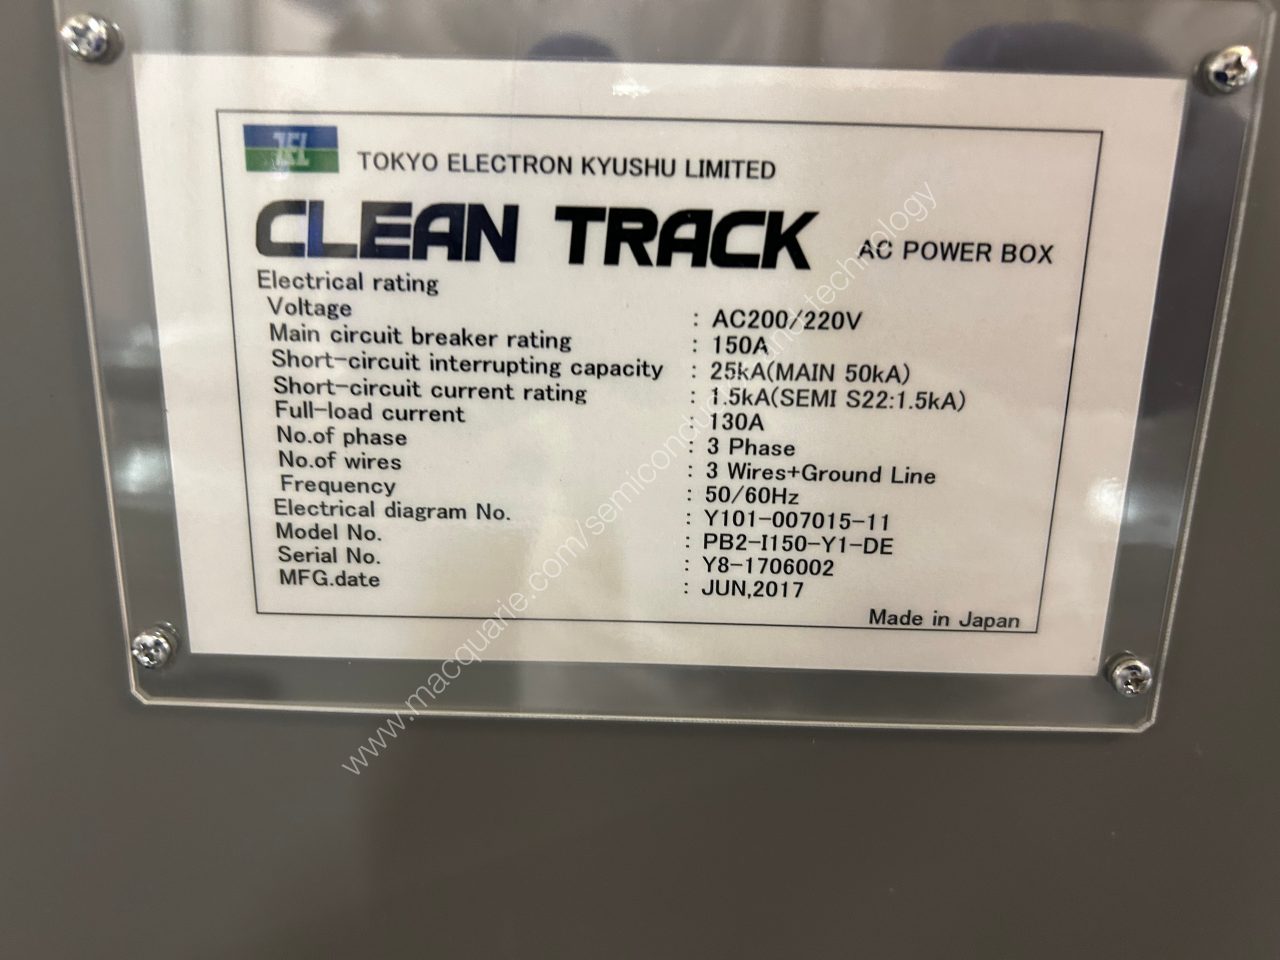 TEL TOKYO ELECTRON KYUSHU LIMITED
CLEAN TRACK AC POWER BOX
Electrical rating
Voltage : AC200/220V
Main circuit breaker rating : 150A
Short-circuit interrupting capacity : 25kA(MAIN 50kA)
Short-circuit current rating : 1.5kA(SEMI S22:1.5kA)
Full-load current : 130A
No.of phase : 3 Phase
No.of wires : 3 Wires+Ground Line
Frequency : 50/60Hz
Electrical diagram No. : Y101-007015-11
Model No. : PB2-I150-Y1-DE
Serial No. : Y8-1706002
MFG.date : JUN,2017
Made in Japan
www.macquarie.com/semiconductor-and-technology